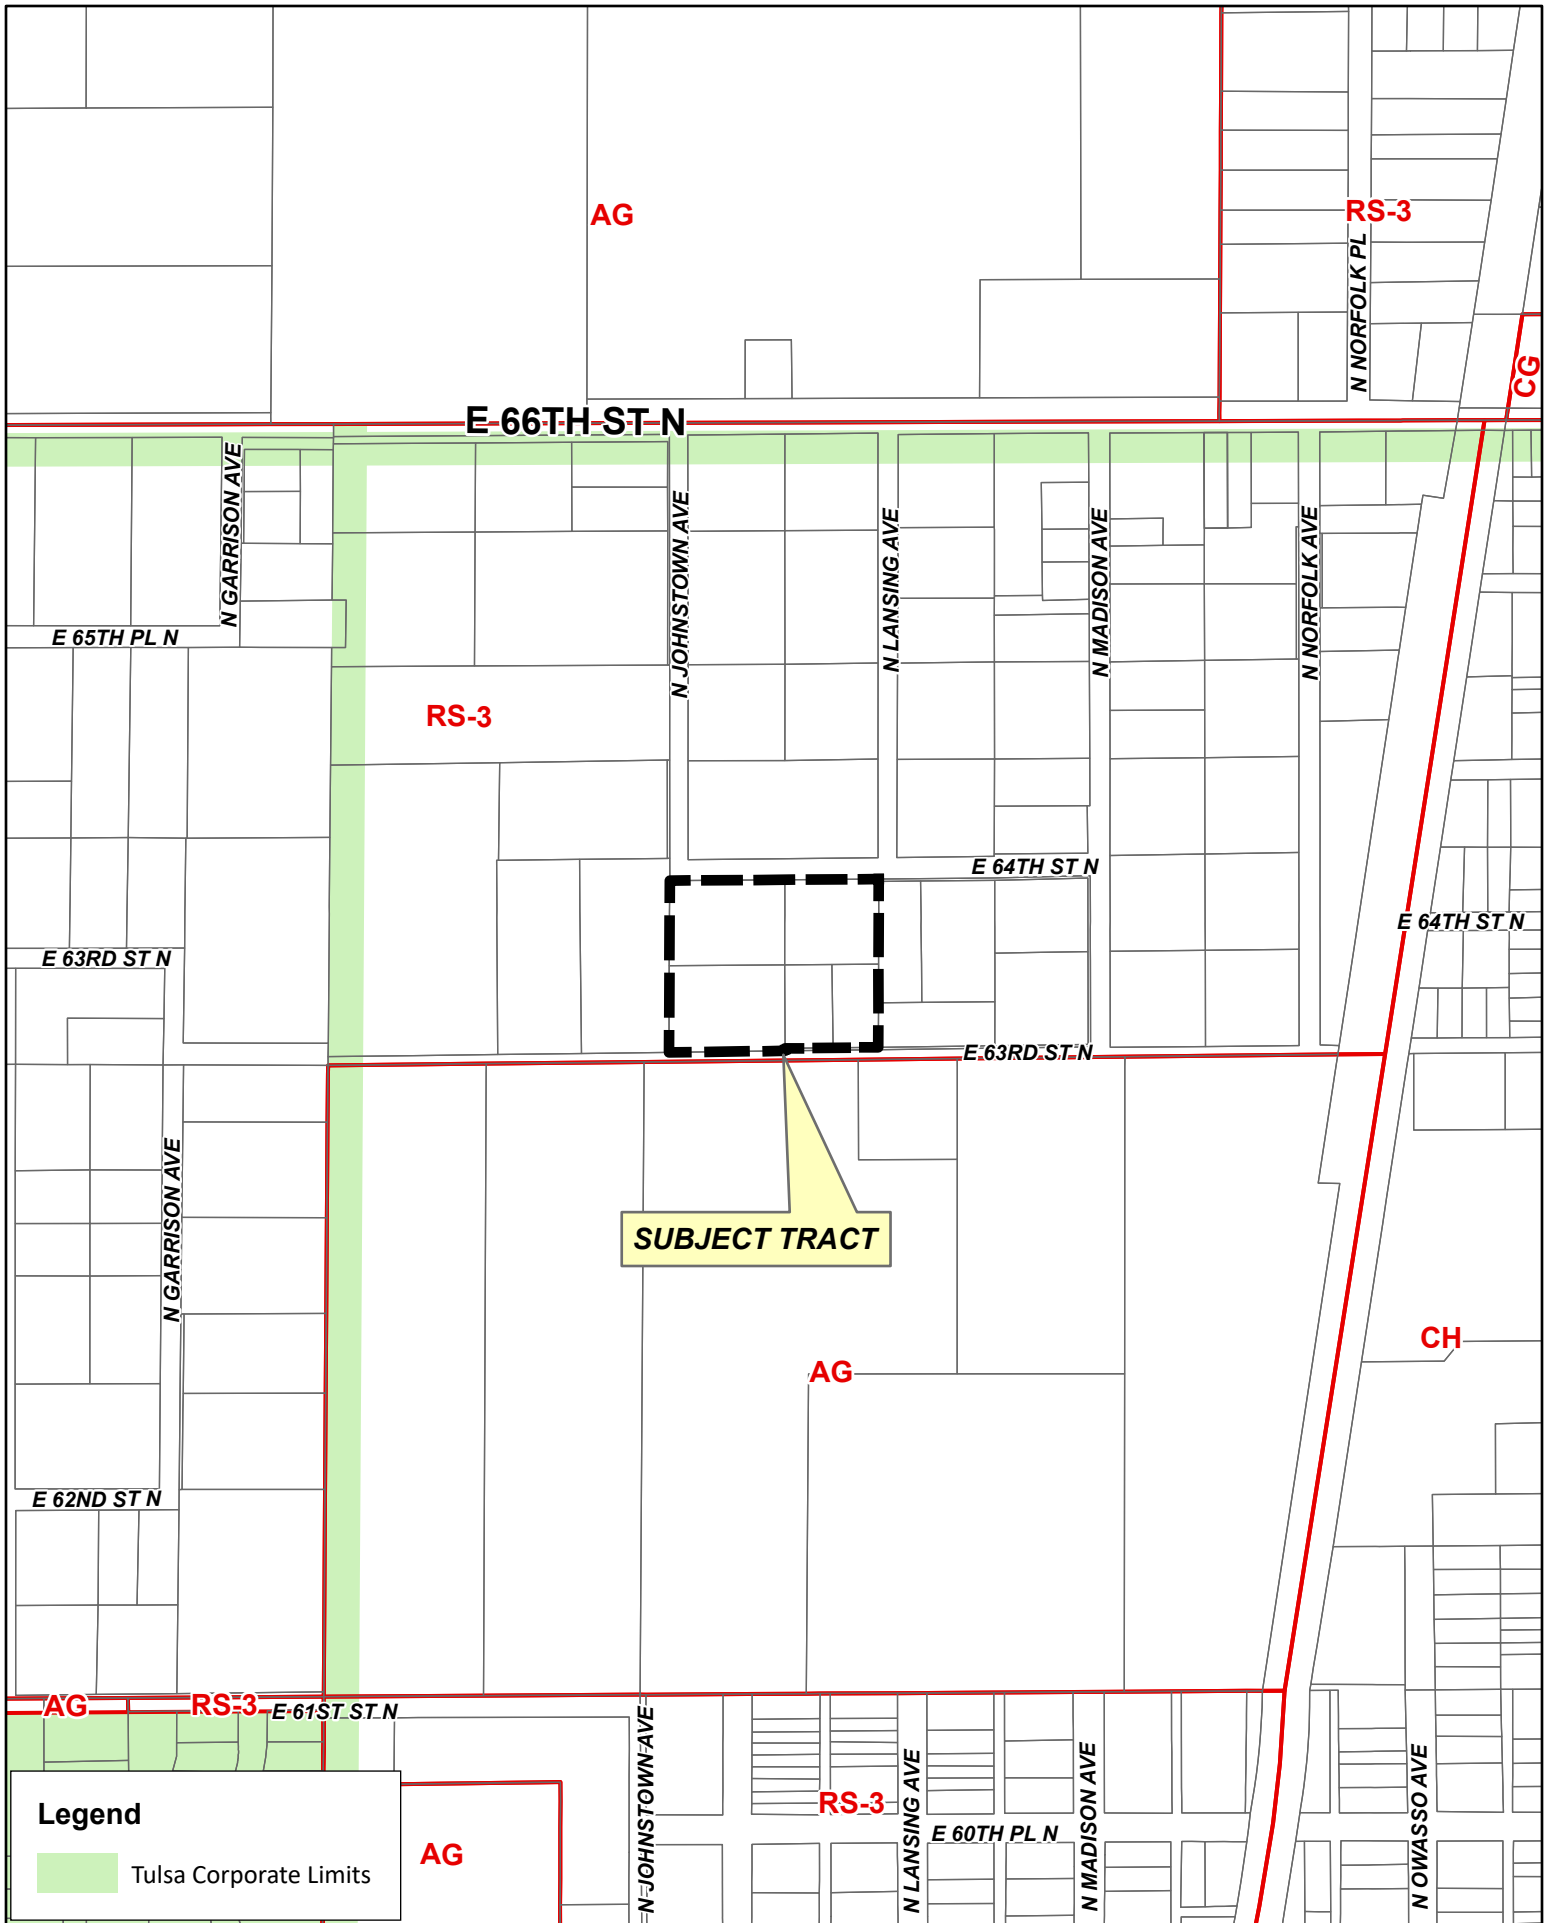 AG
RS-3
N NORFOLK PL
CG
E 66TH ST N
N GARRISON AVE
N JOHNSTOWN AVE
N LANSING AVE
N MADISON AVE
N NORFOLK AVE
E 65TH PL N
RS-3
E 64TH ST N
E 64TH ST N
E 63RD ST N
E 63RD ST N
N GARRISON AVE
SUBJECT TRACT
CH
AG
E 62ND ST N
AG
RS-3
E 61ST ST N
N JOHNSTOWN AVE
N LANSING AVE
N MADISON AVE
N OWASSO AVE
RS-3
E 60TH PL N
AG
Legend
Tulsa Corporate Limits